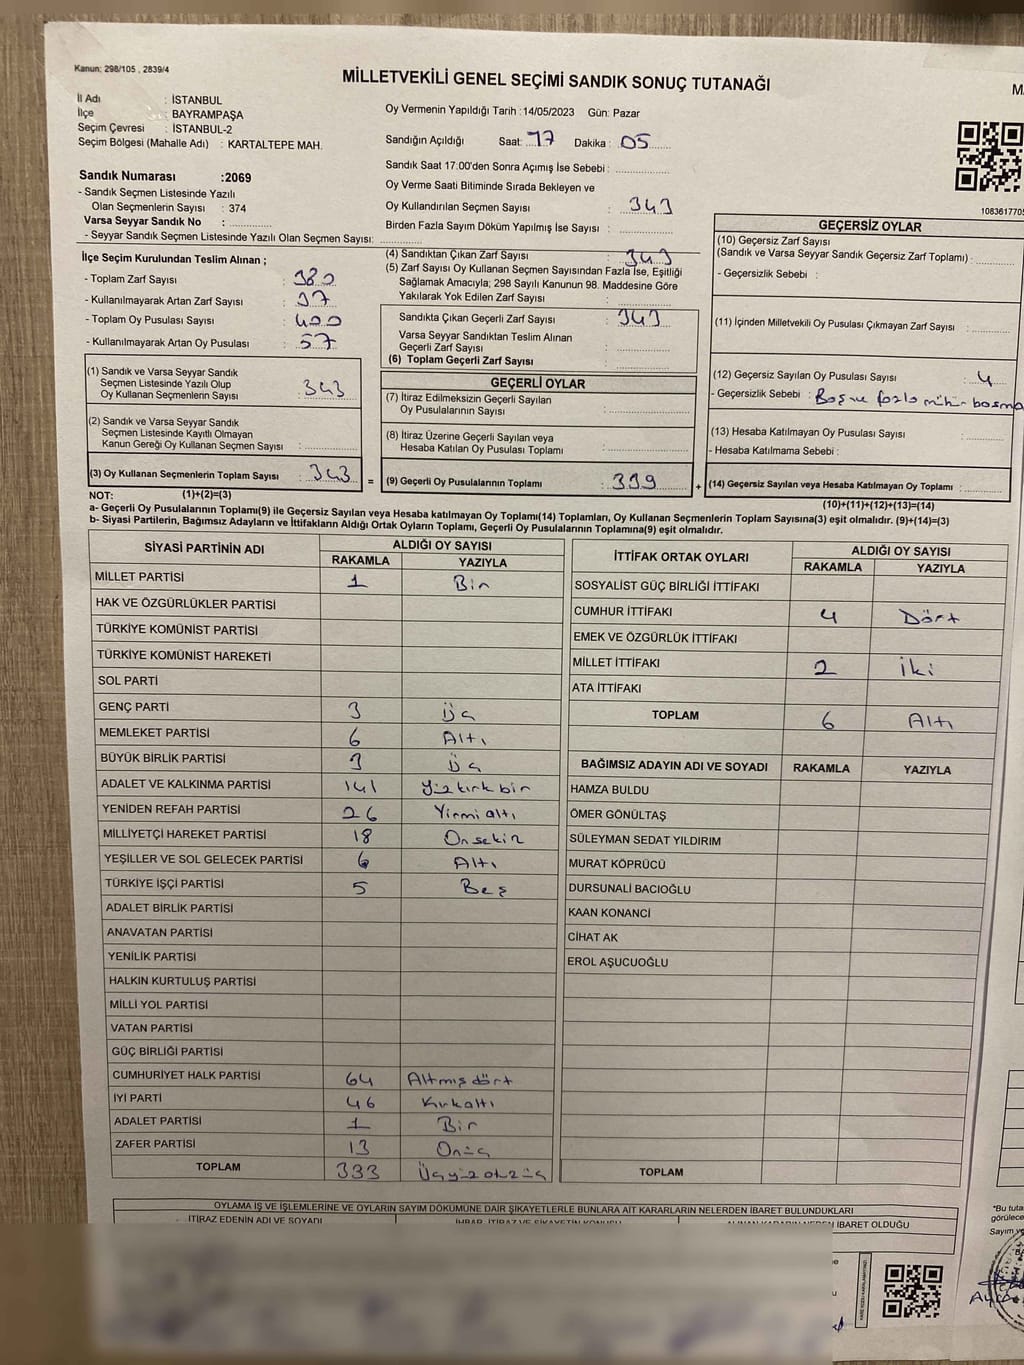 Kanun: 298/105 , 2839/4
MİLLETVEKİLİ GENEL SEÇİMİ SANDIK SONUÇ TUTANAĞI
İl Adı : İSTANBUL
İlçe : BAYRAMPAŞA
Seçim Çevresi : İSTANBUL-2
Seçim Bölgesi (Mahalle Adı) : KARTALTEPE MAH.
Sandık Numarası :2069
- Sandık Seçmen Listesinde Yazılı
Olan Seçmenlerin Sayısı : 374
Varsa Seyyar Sandık No :
- Seyyar Sandık Seçmen Listesinde Yazılı Olan Seçmen Sayısı:
İlçe Seçim Kurulundan Teslim Alınan ;
- Toplam Zarf Sayısı : 380
- Kullanılmayarak Artan Zarf Sayısı : 37
- Toplam Oy Pusulası Sayısı : 400
- Kullanılmayarak Artan Oy Pusulası : 57
(1) Sandık ve Varsa Seyyar Sandık
Seçmen Listesinde Yazılı Olup
Oy Kullanan Seçmenlerin Sayısı : 343
(2) Sandık ve Varsa Seyyar Sandık
Seçmen Listesinde Kayıtlı Olmayan
Kanun Gereği Oy Kullanan Seçmen Sayısı :
(3) Oy Kullanan Seçmenlerin Toplam Sayısı : 343
Oy Vermenin Yapıldığı Tarih :14/05/2023 Gün: Pazar
Sandığın Açıldığı Saat: 17 Dakika : 05
Sandık Saat 17:00'den Sonra Açımış İse Sebebi :
Oy Verme Saati Bitiminde Sırada Bekleyen ve
Oy Kullandırılan Seçmen Sayısı : 343
Birden Fazla Sayım Döküm Yapılmış İse Sayısı :
(4) Sandıktan Çıkan Zarf Sayısı : 343
(5) Zarf Sayısı Oy Kullanan Seçmen Sayısından Fazla İse, Eşitliği
Sağlamak Amacıyla; 298 Sayılı Kanunun 98. Maddesine Göre
Yakılarak Yok Edilen Zarf Sayısı :
Sandıkta Çıkan Geçerli Zarf Sayısı : 343
Varsa Seyyar Sandıktan Teslim Alınan
Geçerli Zarf Sayısı :
(6) Toplam Geçerli Zarf Sayısı :
GEÇERLİ OYLAR
(7) İtiraz Edilmeksizin Geçerli Sayılan
Oy Pusulalarının Sayısı :
(8) İtiraz Üzerine Geçerli Sayılan veya
Hesaba Katılan Oy Pusulası Toplamı :
= (9) Geçerli Oy Pusulalarının Toplamı : 339
1083617705
GEÇERSİZ OYLAR
(10) Geçersiz Zarf Sayısı
(Sandık ve Varsa Seyyar Sandık Geçersiz Zarf Toplamı) :
- Geçersizlik Sebebi :
(11) İçinden Milletvekili Oy Pusulası Çıkmayan Zarf Sayısı :
(12) Geçersiz Sayılan Oy Pusulası Sayısı : 4
- Geçersizlik Sebebi : Boş ve fazla mühür basma
(13) Hesaba Katılmayan Oy Pusulası Sayısı :
- Hesaba Katılmama Sebebi :
+ (14) Geçersiz Sayılan veya Hesaba Katılmayan Oy Toplamı :
NOT: (1)+(2)=(3)
(10)+(11)+(12)+(13)=(14)
a- Geçerli Oy Pusulalarının Toplamı(9) ile Geçersiz Sayılan veya Hesaba katılmayan Oy Toplamı(14) Toplamları, Oy Kullanan Seçmenlerin Toplam Sayısına(3) eşit olmalıdır. (9)+(14)=(3)
b- Siyasi Partilerin, Bağımsız Adayların ve İttifakların Aldığı Ortak Oyların Toplamı, Geçerli Oy Pusulalarının Toplamına(9) eşit olmalıdır.
SİYASİ PARTİNİN ADI ALDIĞI OY SAYISI
RAKAMLA YAZIYLA
MİLLET PARTİSİ 1 Bir
HAK VE ÖZGÜRLÜKLER PARTİSİ
TÜRKİYE KOMÜNİST PARTİSİ
TÜRKİYE KOMÜNİST HAREKETİ
SOL PARTİ
GENÇ PARTİ 3 Üç
MEMLEKET PARTİSİ 6 Altı
BÜYÜK BİRLİK PARTİSİ 3 Üç
ADALET VE KALKINMA PARTİSİ 141 Yüzkırkbir
YENİDEN REFAH PARTİSİ 26 Yirmialtı
MİLLİYETÇİ HAREKET PARTİSİ 18 Onsekiz
YEŞİLLER VE SOL GELECEK PARTİSİ 6 Altı
TÜRKİYE İŞÇİ PARTİSİ 5 Beş
ADALET BİRLİK PARTİSİ
ANAVATAN PARTİSİ
YENİLİK PARTİSİ
HALKIN KURTULUŞ PARTİSİ
MİLLİ YOL PARTİSİ
VATAN PARTİSİ
GÜÇ BİRLİĞİ PARTİSİ
CUMHURİYET HALK PARTİSİ 64 Altmışdört
İYİ PARTİ 46 Kırkaltı
ADALET PARTİSİ 1 Bir
ZAFER PARTİSİ 13 Onüç
TOPLAM 333 Üçyüzotuzüç
İTTİFAK ORTAK OYLARI ALDIĞI OY SAYISI
RAKAMLA YAZIYLA
SOSYALİST GÜÇ BİRLİĞİ İTTİFAKI
CUMHUR İTTİFAKI 4 Dört
EMEK VE ÖZGÜRLÜK İTTİFAKI
MİLLET İTTİFAKI 2 İki
ATA İTTİFAKI
TOPLAM 6 Altı
BAĞIMSIZ ADAYIN ADI VE SOYADI RAKAMLA YAZIYLA
HAMZA BULDU
ÖMER GÖNÜLTAŞ
SÜLEYMAN SEDAT YILDIRIM
MURAT KÖPRÜCÜ
DURSUNALİ BACIOĞLU
KAAN KONANCİ
CİHAT AK
EROL AŞUCUOĞLU
TOPLAM
OYLAMA İŞ VE İŞLEMLERİNE VE OYLARIN SAYIM DÖKÜMÜNE DAİR ŞİKAYETLERLE BUNLARA AİT KARARLARIN NELERDEN İBARET BULUNDUKLARI
İTİRAZ EDENİN ADI VE SOYADI
İBARET OLDUĞU